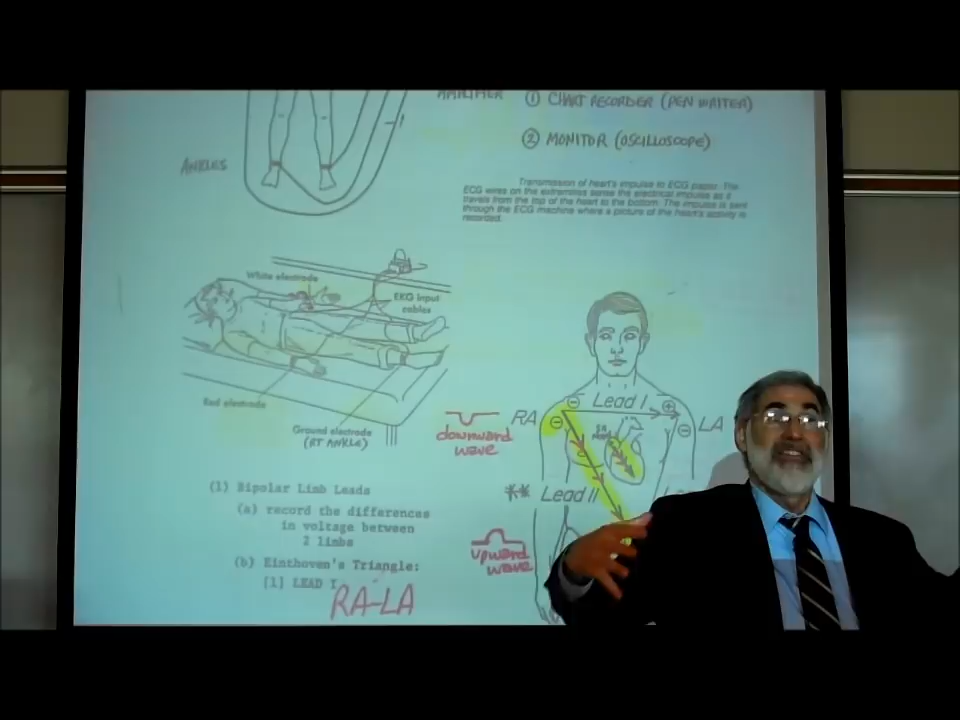 AMPLIFIER
① CHART RECORDER (PEN WRITER)
② MONITOR (OSCILLOSCOPE)
ANKLES
Transmission of heart's impulse to ECG paper. The
ECG wires on the extremities sense the electrical impulse as it
travels from the top of the heart to the bottom. The impulse is sent
through the ECG machine where a picture of the heart's activity is
recorded.
White electrode
EKG input
cables
Red electrode
Ground electrode
(RT ANKLE)
RA
Lead I
LA
downward
wave
** Lead II
upward
wave
(1) Bipolar Limb Leads
(a) record the differences
in voltage between
2 limbs
(b) Einthoven's Triangle:
[1] LEAD I
RA-LA